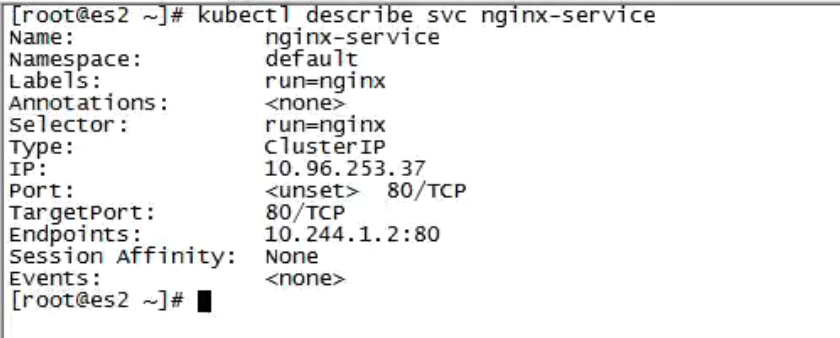 [root@es2 ~]# kubectl describe svc nginx-service
Name:              nginx-service
Namespace:         default
Labels:            run=nginx
Annotations:       <none>
Selector:          run=nginx
Type:              ClusterIP
IP:                10.96.253.37
Port:              <unset>  80/TCP
TargetPort:        80/TCP
Endpoints:         10.244.1.2:80
Session Affinity:  None
Events:            <none>
[root@es2 ~]#